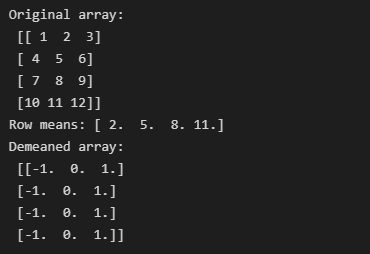 Original array:
 [[ 1  2  3]
 [ 4  5  6]
 [ 7  8  9]
 [10 11 12]]
Row means: [ 2.  5.  8. 11.]
Demeaned array:
 [[-1.  0.  1.]
 [-1.  0.  1.]
 [-1.  0.  1.]
 [-1.  0.  1.]]